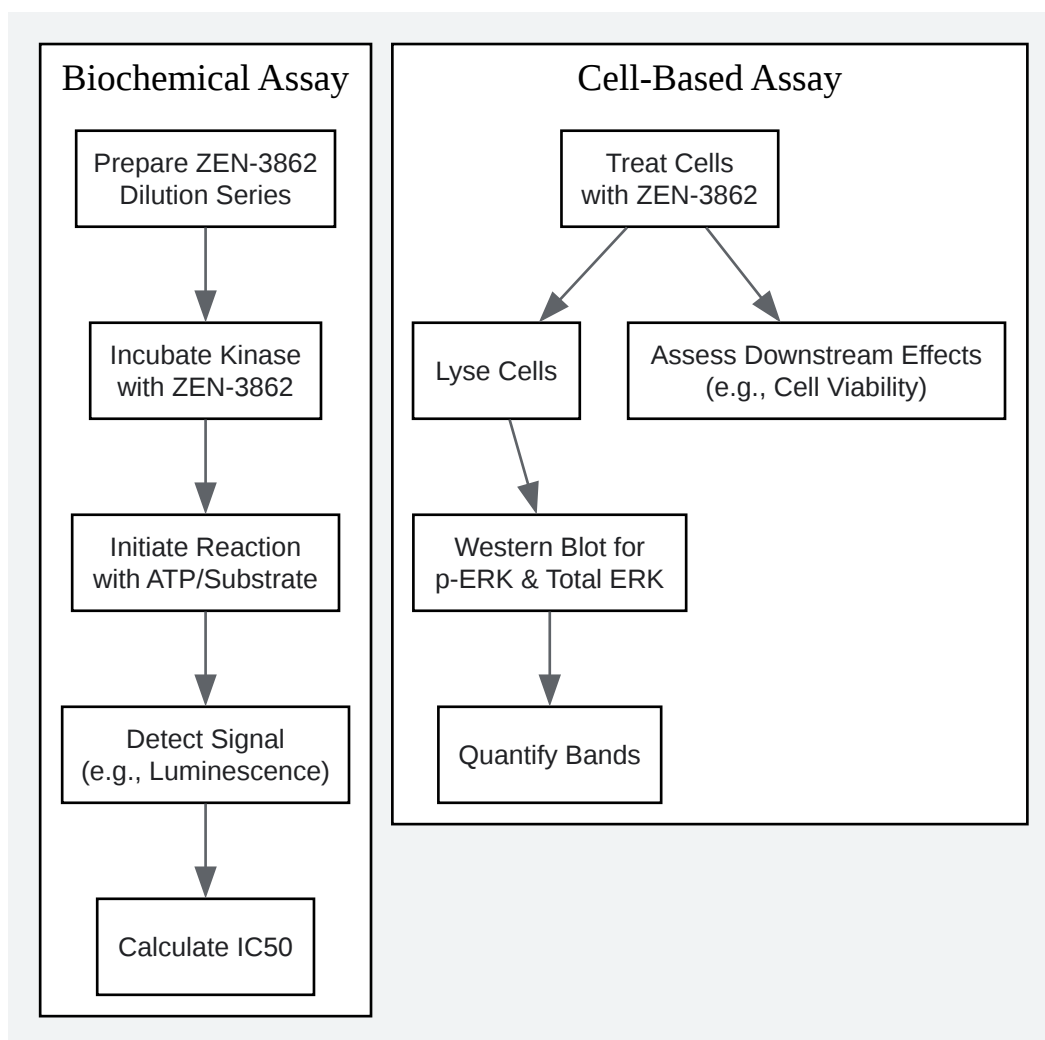 Biochemical Assay
Prepare ZEN-3862
Dilution Series
Incubate Kinase
with ZEN-3862
Initiate Reaction
with ATP/Substrate
Detect Signal
(e.g., Luminescence)
Calculate IC50
Cell-Based Assay
Treat Cells
with ZEN-3862
Lyse Cells
Assess Downstream Effects
(e.g., Cell Viability)
Western Blot for
p-ERK & Total ERK
Quantify Bands